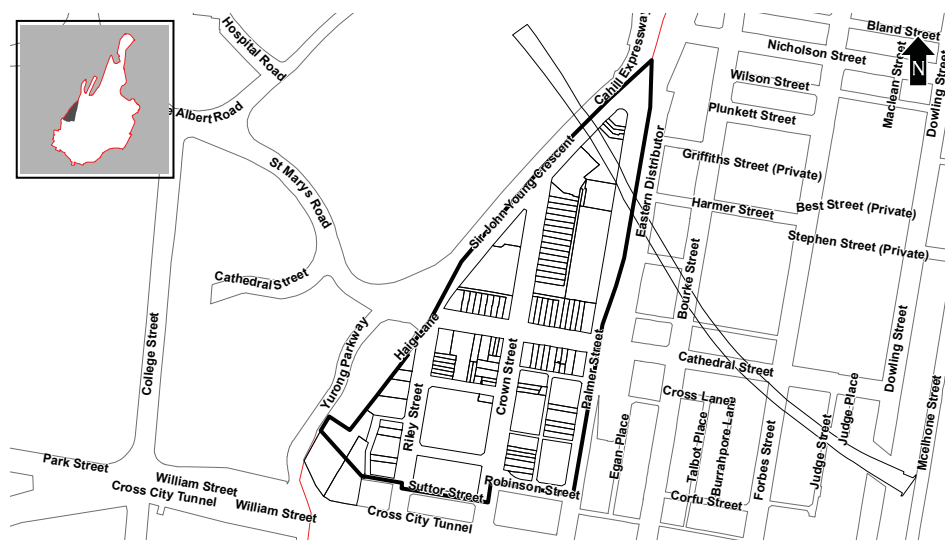 Bland Street
Nicholson Street
Hospital Road
Cahill Expressway
Maclean Street
N
Dowling Street
Wilson Street
Plunkett Street
e Albert Road
Griffiths Street (Private)
St Marys Road
Sir John Young Crescent
Eastern Distributor
Harmer Street
Best Street (Private)
Stephen Street (Private)
Cathedral Street
Bourke Street
College Street
Yurong Parkway
Haig Lane
Crown Street
Palmer Street
Cathedral Street
Dowling Street
Riley Street
Cross Lane
Judge Place
Mcelhone Street
Egan Place
Talbot Place
Burrahpore Lane
Forbes Street
Judge Street
Park Street
William Street
Cross City Tunnel
William Street
Suttor Street
Robinson Street
Corfu Street
Cross City Tunnel